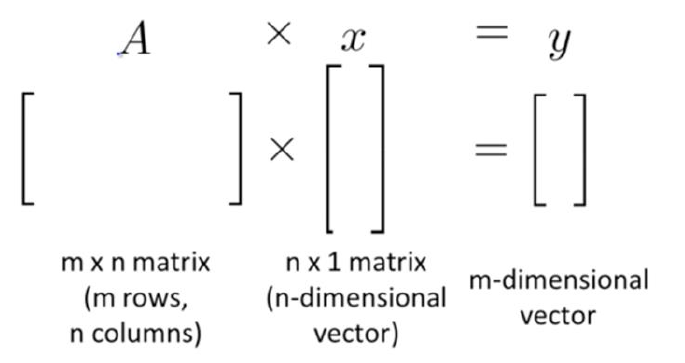 A × x = y
[ ] × [ ] = [ ]
m x n matrix
(m rows,
n columns)
n x 1 matrix
(n-dimensional
vector)
m-dimensional
vector